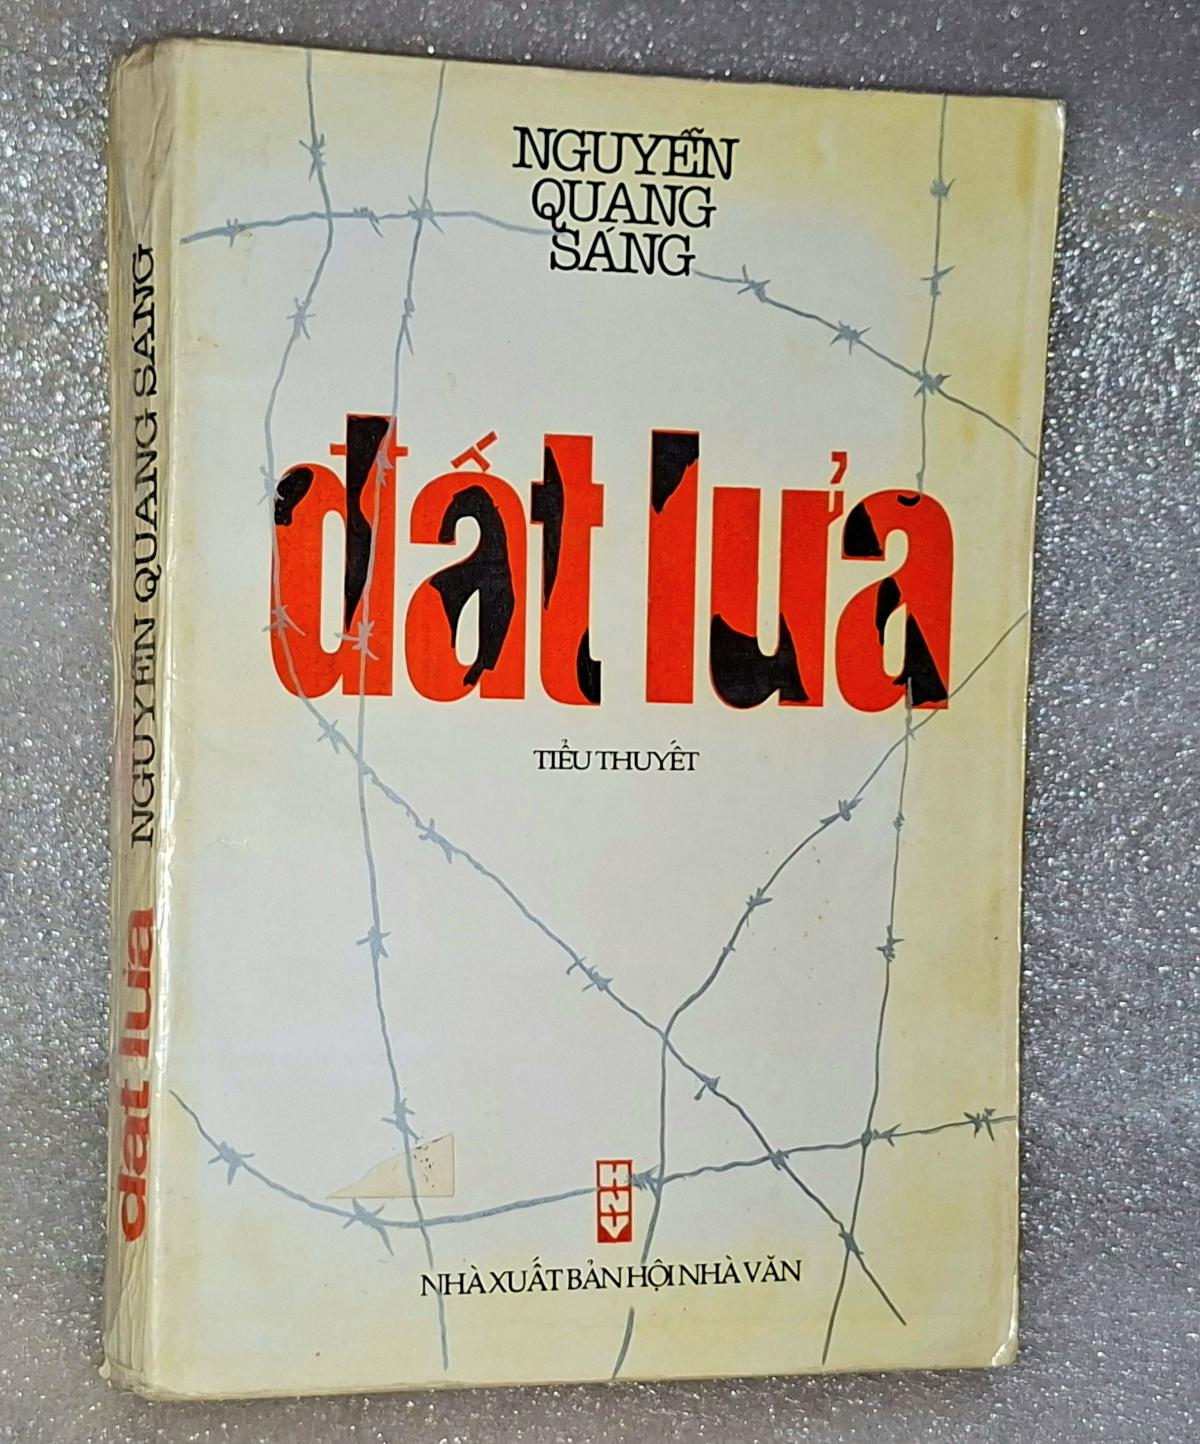 NGUYỄN
QUANG
SÁNG
đất lửa
TIỂU THUYẾT
HNV
NHÀ XUẤT BẢN HỘI NHÀ VĂN
NGUYỄN QUANG SÁNG
đất lửa